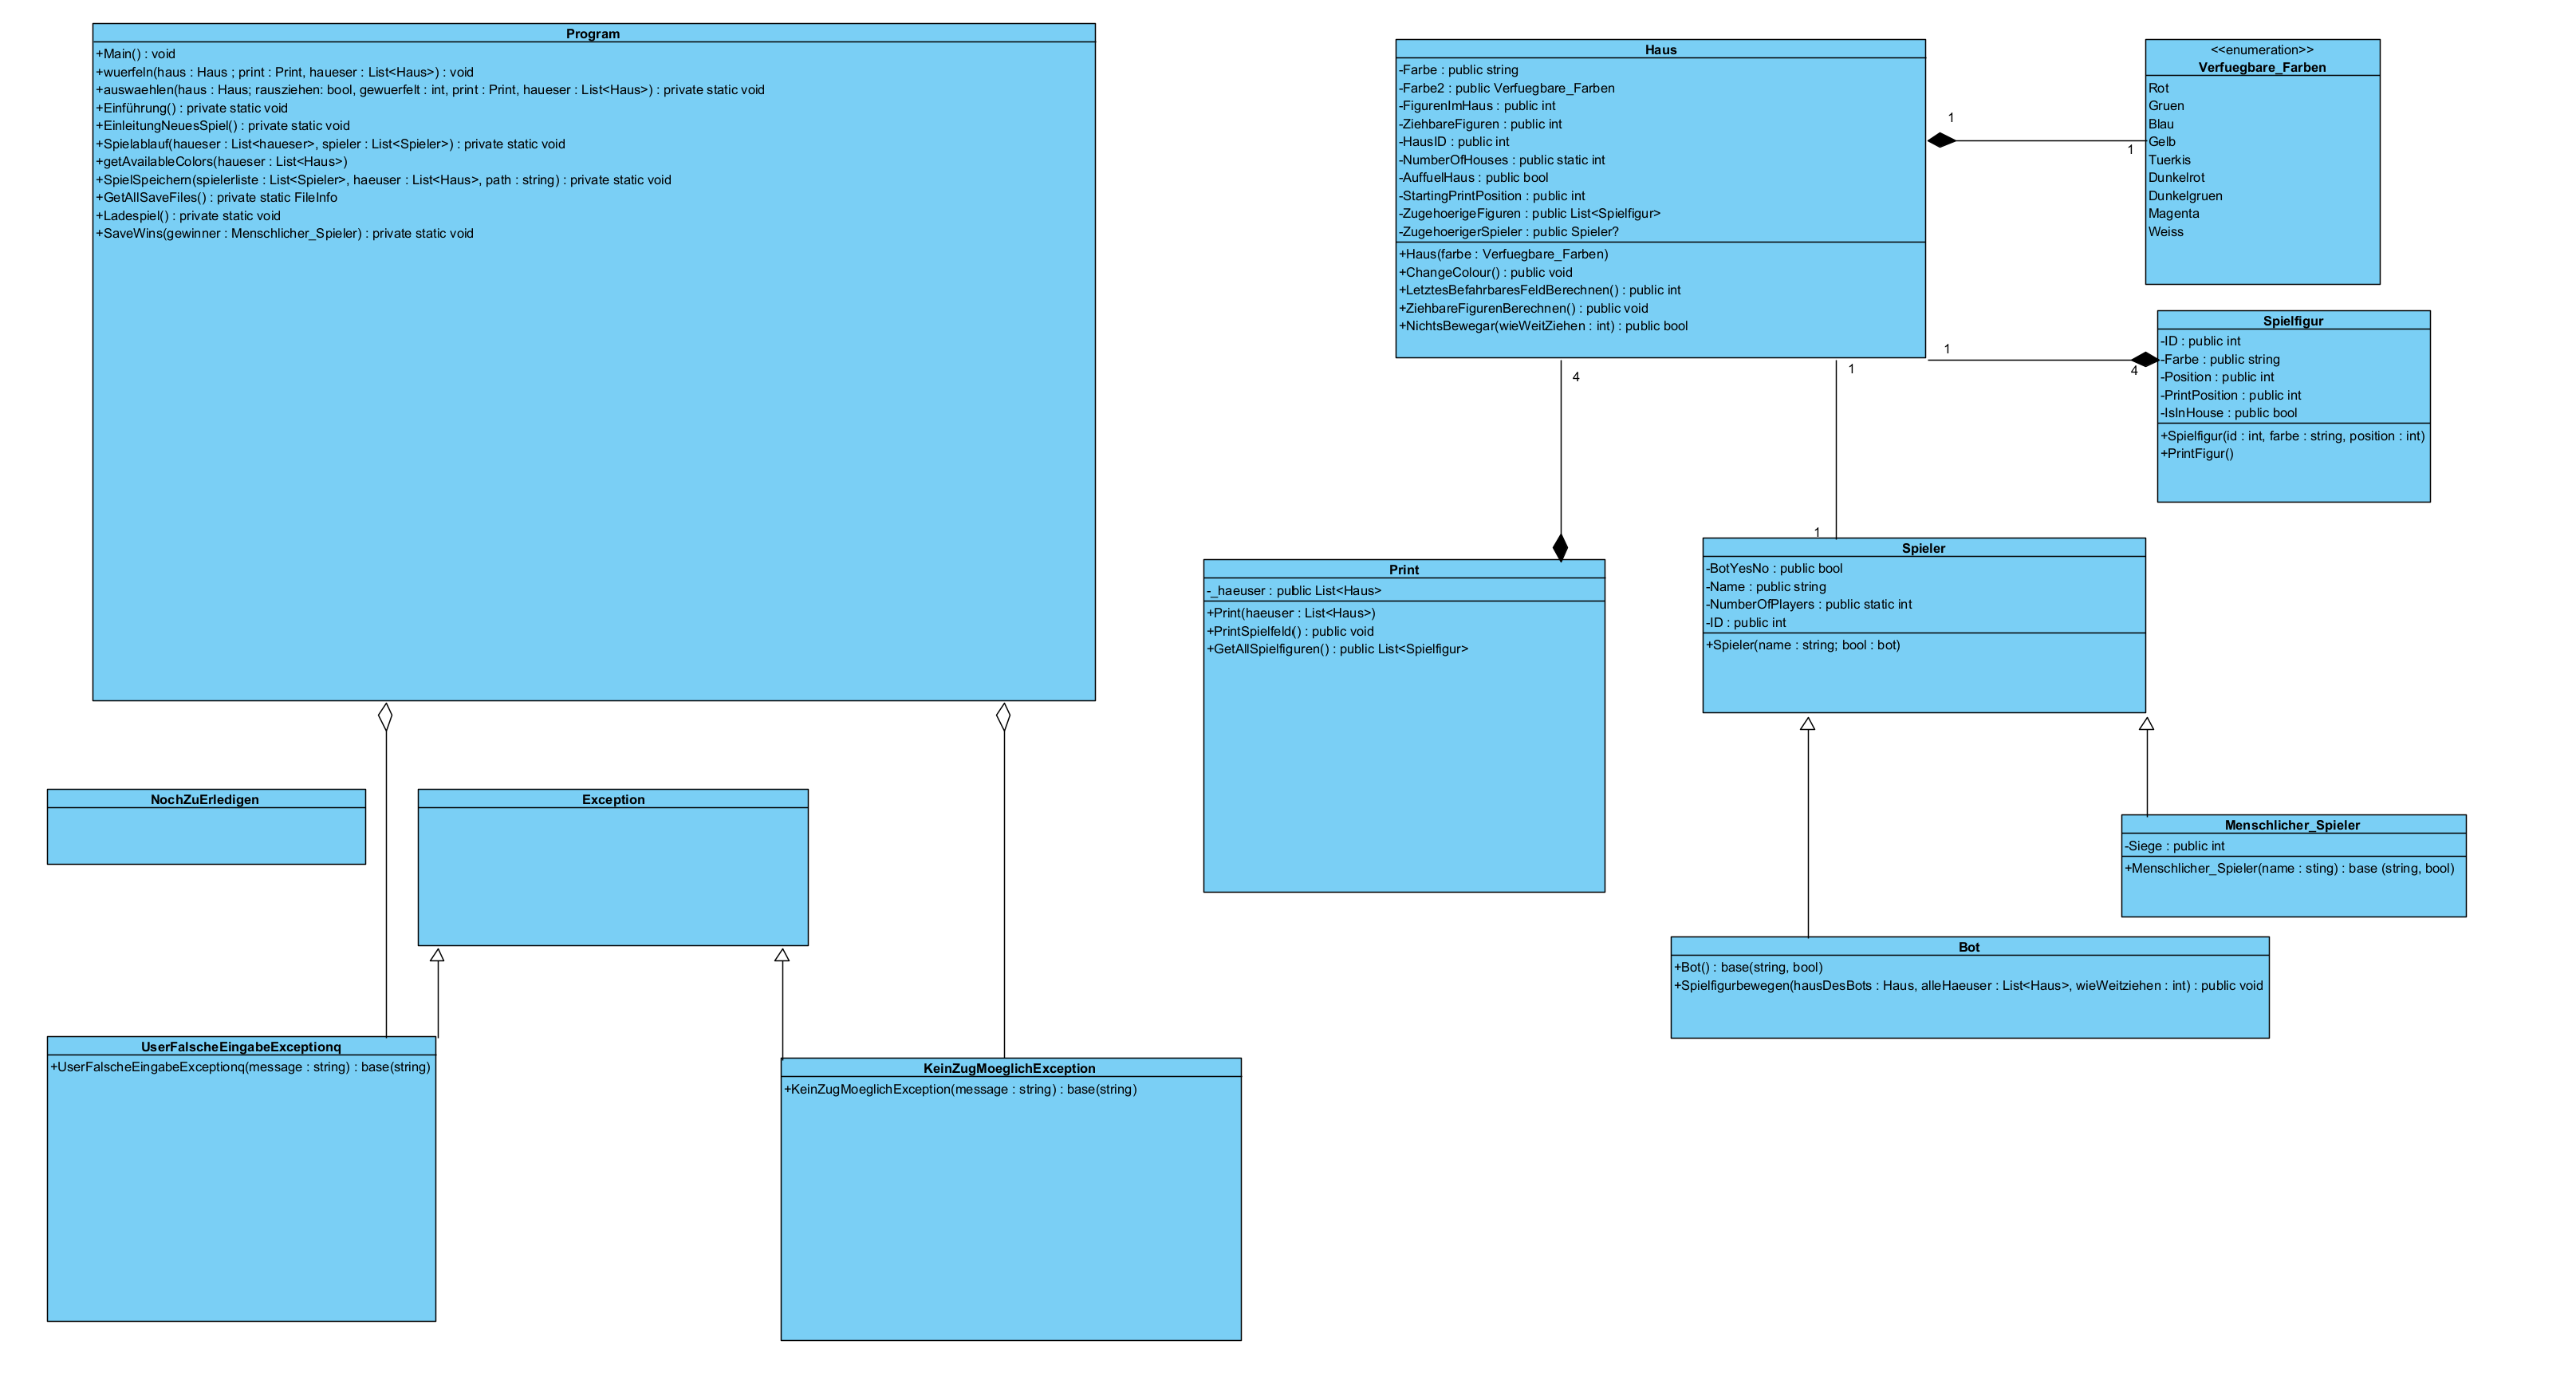 Program
+Main() : void
+wuerfeln(haus : Haus ; print : Print, haueser : List<Haus>) : void
+auswaehlen(haus : Haus; rausziehen: bool, gewuerfelt : int, print : Print, haueser : List<Haus>) : private static void
+Einführung() : private static void
+EinleitungNeuesSpiel() : private static void
+Spielablauf(haueser : List<haueser>, spieler : List<Spieler>) : private static void
+getAvailableColors(haueser : List<Haus>)
+SpielSpeichern(spielerliste : List<Spieler>, haeuser : List<Haus>, path : string) : private static void
+GetAllSaveFiles() : private static FileInfo
+Ladespiel() : private static void
+SaveWins(gewinner : Menschlicher_Spieler) : private static void
Haus
-Farbe : public string
-Farbe2 : public Verfuegbare_Farben
-FigurenImHaus : public int
-ZiehbareFiguren : public int
-HausID : public int
-NumberOfHouses : public static int
-AuffuelHaus : public bool
-StartingPrintPosition : public int
-ZugehoerigeFiguren : public List<Spielfigur>
-ZugehoerigerSpieler : public Spieler?
+Haus(farbe : Verfuegbare_Farben)
+ChangeColour() : public void
+LetztesBefahrbaresFeldBerechnen() : public int
+ZiehbareFigurenBerechnen() : public void
+NichtsBewegar(wieWeitZiehen : int) : public bool
1
1
<<enumeration>>
Verfuegbare_Farben
Rot
Gruen
Blau
Gelb
Tuerkis
Dunkelrot
Dunkelgruen
Magenta
Weiss
1
4
Spielfigur
-ID : public int
-Farbe : public string
-Position : public int
-PrintPosition : public int
-IsInHouse : public bool
+Spielfigur(id : int, farbe : string, position : int)
+PrintFigur()
4
1
1
Print
-_haeuser : public List<Haus>
+Print(haeuser : List<Haus>)
+PrintSpielfeld() : public void
+GetAllSpielfiguren() : public List<Spielfigur>
Spieler
-BotYesNo : public bool
-Name : public string
-NumberOfPlayers : public static int
-ID : public int
+Spieler(name : string; bool : bot)
NochZuErledigen
Exception
Menschlicher_Spieler
-Siege : public int
+Menschlicher_Spieler(name : sting) : base (string, bool)
Bot
+Bot() : base(string, bool)
+Spielfigurbewegen(hausDesBots : Haus, alleHaeuser : List<Haus>, wieWeitziehen : int) : public void
UserFalscheEingabeExceptionq
+UserFalscheEingabeExceptionq(message : string) : base(string)
KeinZugMoeglichException
+KeinZugMoeglichException(message : string) : base(string)